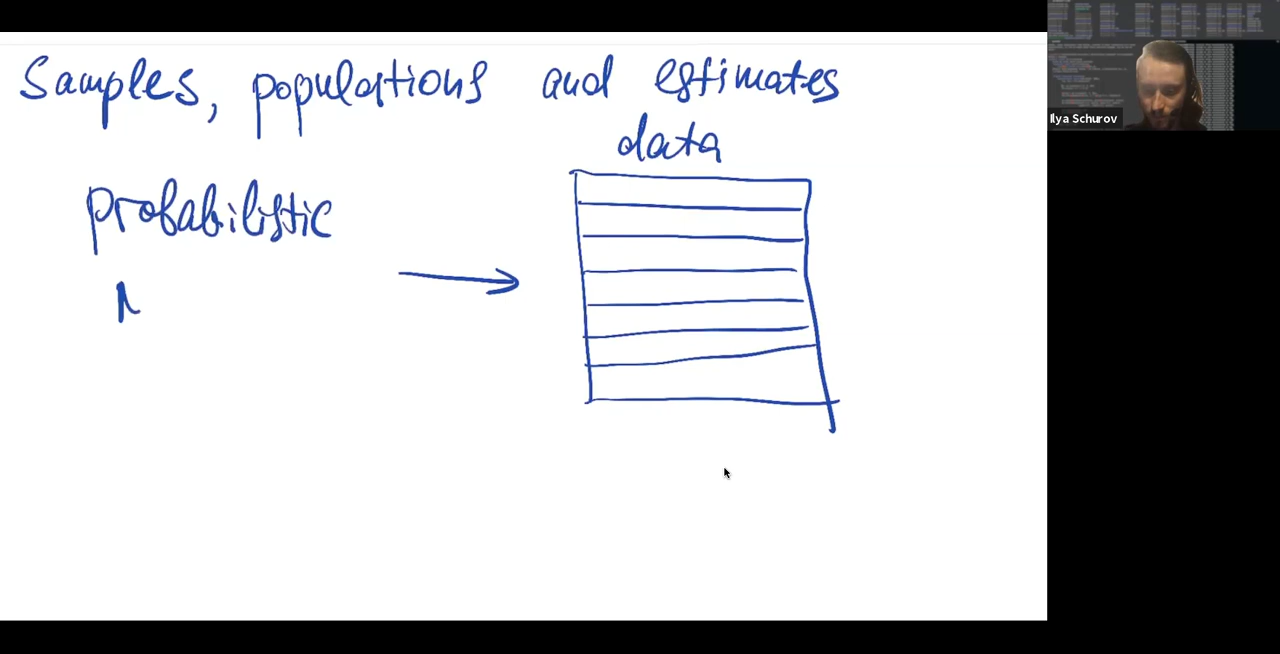 Samples, populations and estimates
data
probabilistic
Ilya Schurov